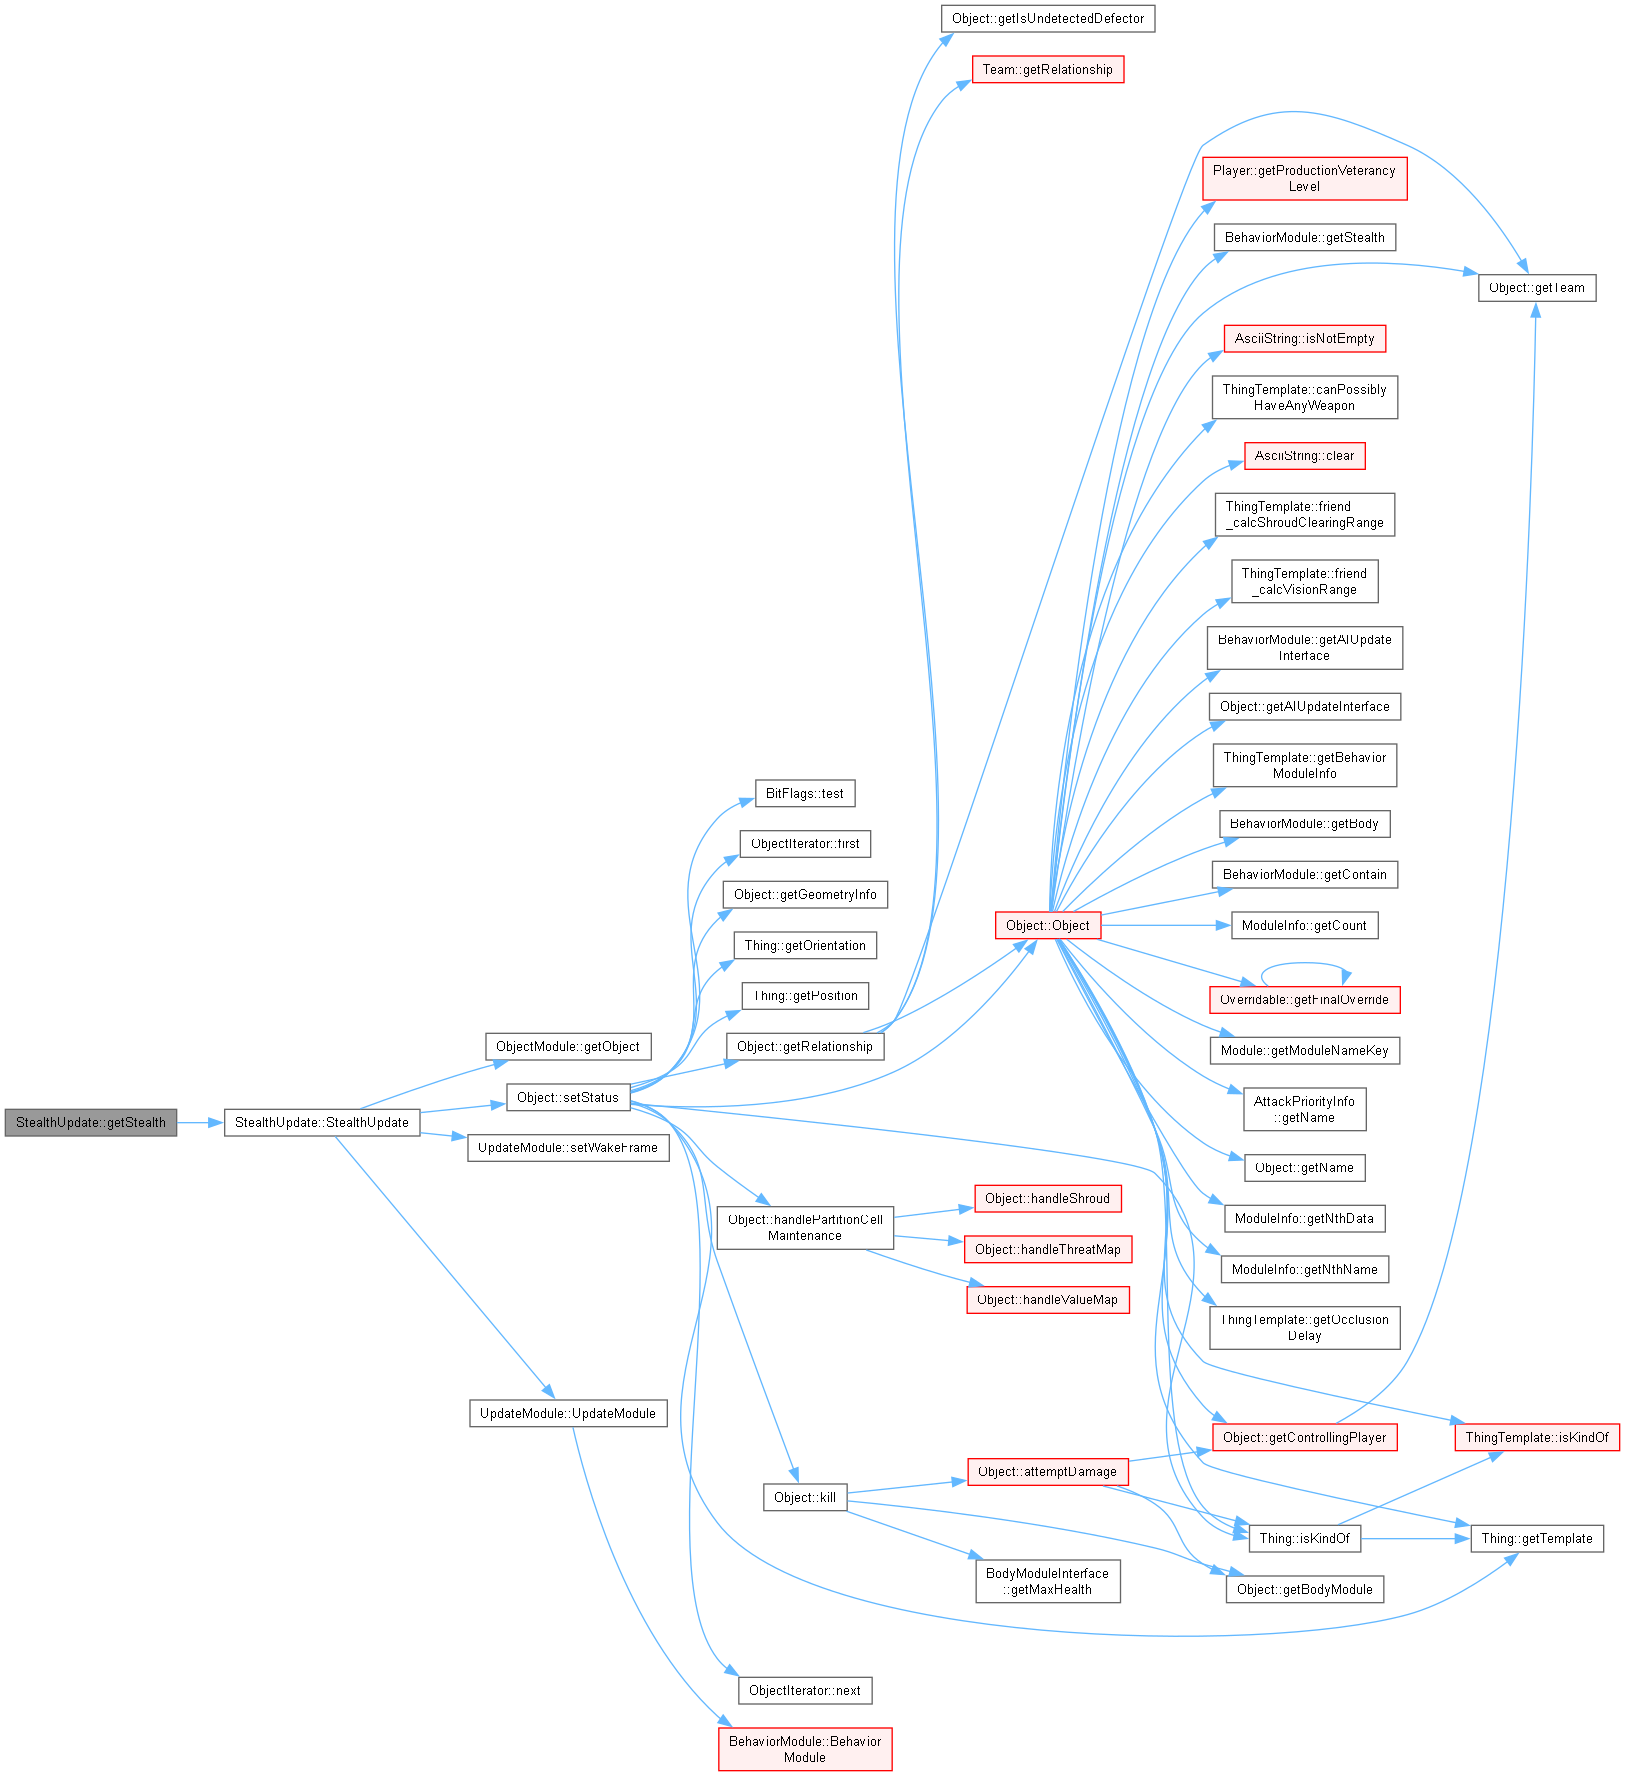 Object::getIsUndetectedDefector
Team::getRelationship
Player::getProductionVeterancy
Level
BehaviorModule::getStealth
Object::getTeam
AsciiString::isNotEmpty
ThingTemplate::canPossibly
HaveAnyWeapon
AsciiString::clear
ThingTemplate::friend
_calcShroudClearingRange
ThingTemplate::friend
_calcVisionRange
BehaviorModule::getAIUpdate
Interface
Object::getAIUpdateInterface
ThingTemplate::getBehavior
ModuleInfo
BitFlags::test
BehaviorModule::getBody
ObjectIterator::first
BehaviorModule::getContain
Object::getGeometryInfo
Object::Object
ModuleInfo::getCount
Thing::getOrientation
Thing::getPosition
Overridable::getFinalOverride
ObjectModule::getObject
Object::getRelationship
Module::getModuleNameKey
Object::setStatus
AttackPriorityInfo
::getName
StealthUpdate::getStealth
StealthUpdate::StealthUpdate
UpdateModule::setWakeFrame
Object::getName
Object::handleShroud
Object::handlePartitionCell
Maintenance
ModuleInfo::getNthData
Object::handleThreatMap
ModuleInfo::getNthName
Object::handleValueMap
ThingTemplate::getOcclusion
Delay
UpdateModule::UpdateModule
Object::getControllingPlayer
ThingTemplate::isKindOf
Object::attemptDamage
Object::kill
Thing::isKindOf
Thing::getTemplate
BodyModuleInterface
::getMaxHealth
Object::getBodyModule
ObjectIterator::next
BehaviorModule::Behavior
Module